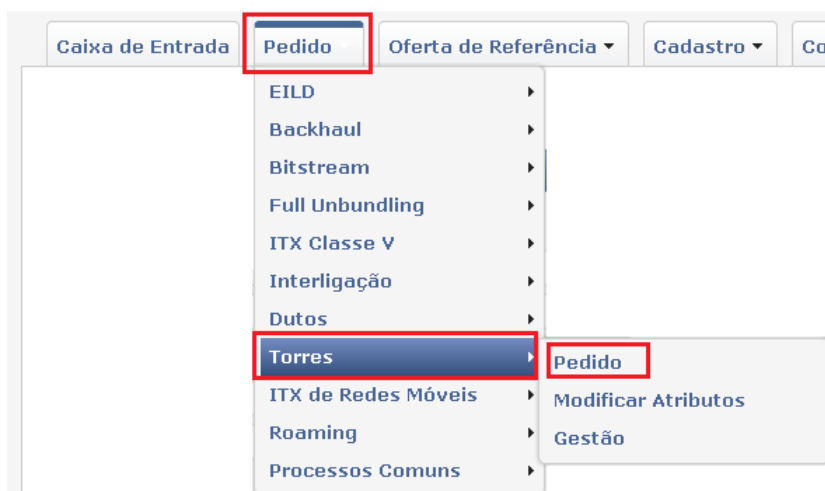 Caixa de Entrada Pedido Oferta de Referência Cadastro Co
EILD
Backhaul
Bitstream
Full Unbundling
ITX Classe V
Interligação
Dutos
Torres
Pedido
ITX de Redes Móveis
Modificar Atributos
Roaming
Gestão
Processos Comuns